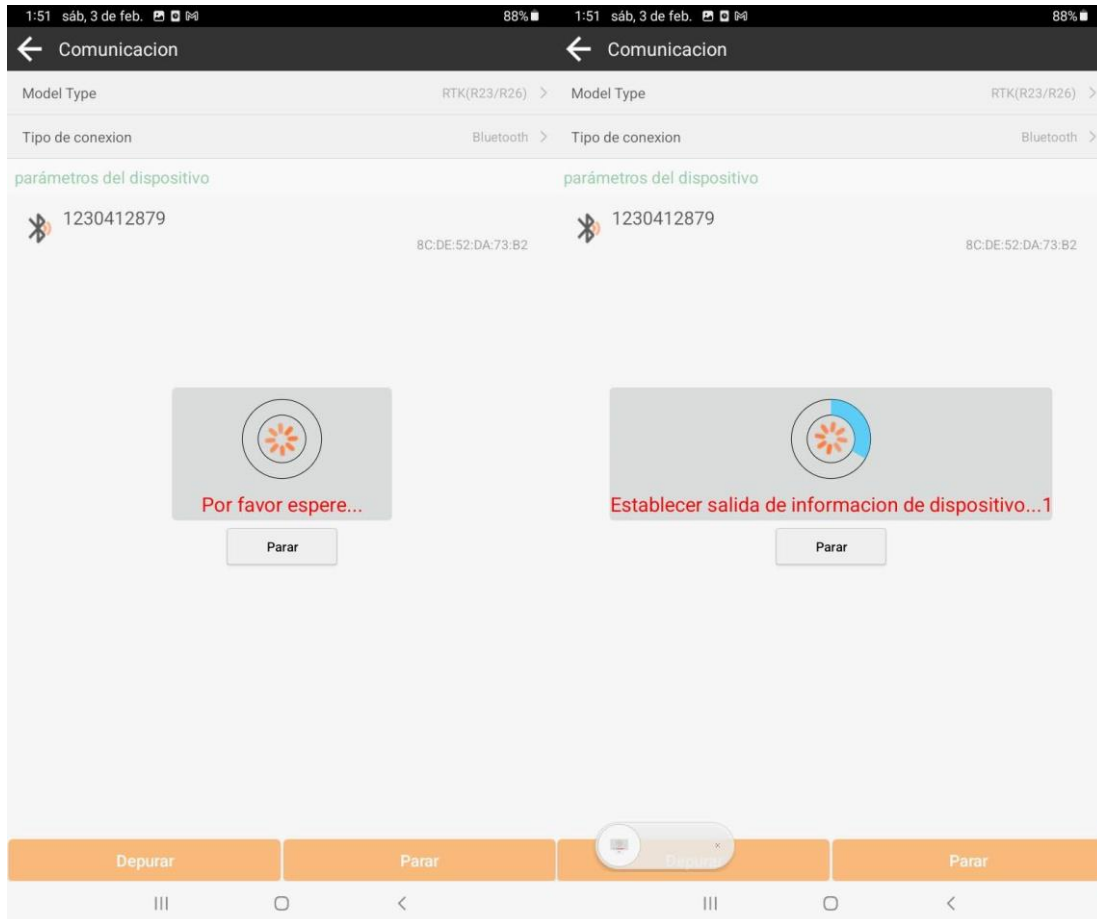 1:51 sáb, 3 de feb. 88%
Comunicacion
Model Type RTK(R23/R26)
Tipo de conexion Bluetooth
parámetros del dispositivo
1230412879
8C:DE:52:DA:73:B2
Por favor espere...
Parar
Depurar Parar
1:51 sáb, 3 de feb. 88%
Comunicacion
Model Type RTK(R23/R26)
Tipo de conexion Bluetooth
parámetros del dispositivo
1230412879
8C:DE:52:DA:73:B2
Establecer salida de informacion de dispositivo...1
Parar
Depurar Parar